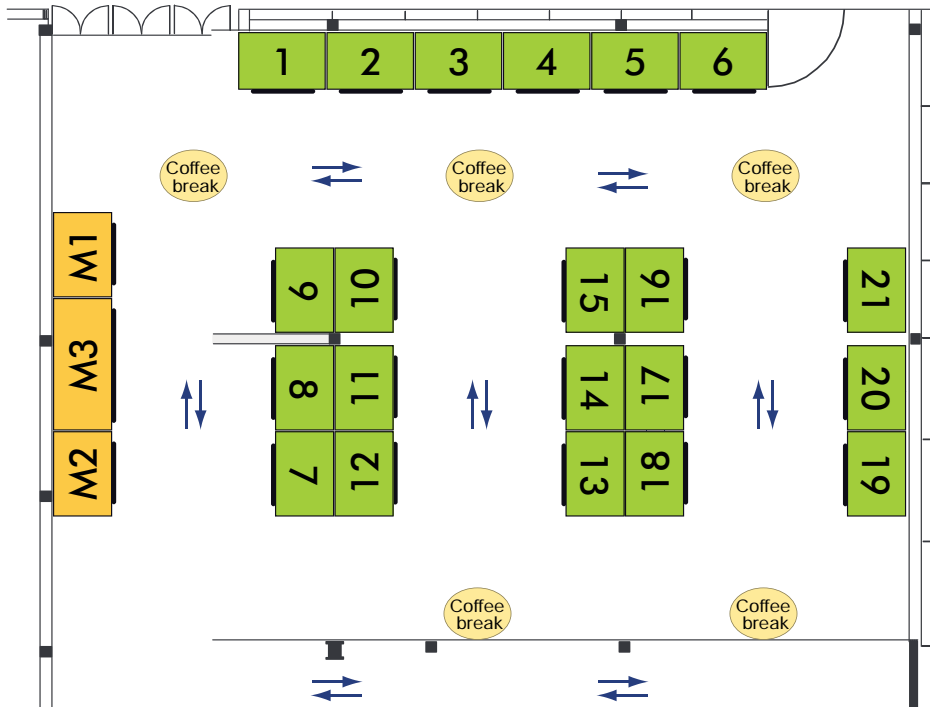 1 2 3 4 5 6
Coffee
break
Coffee
break
Coffee
break
M1
M3
M2
9 10
8 11
7 12
15 16
14 17
13 18
21
20
19
Coffee
break
Coffee
break